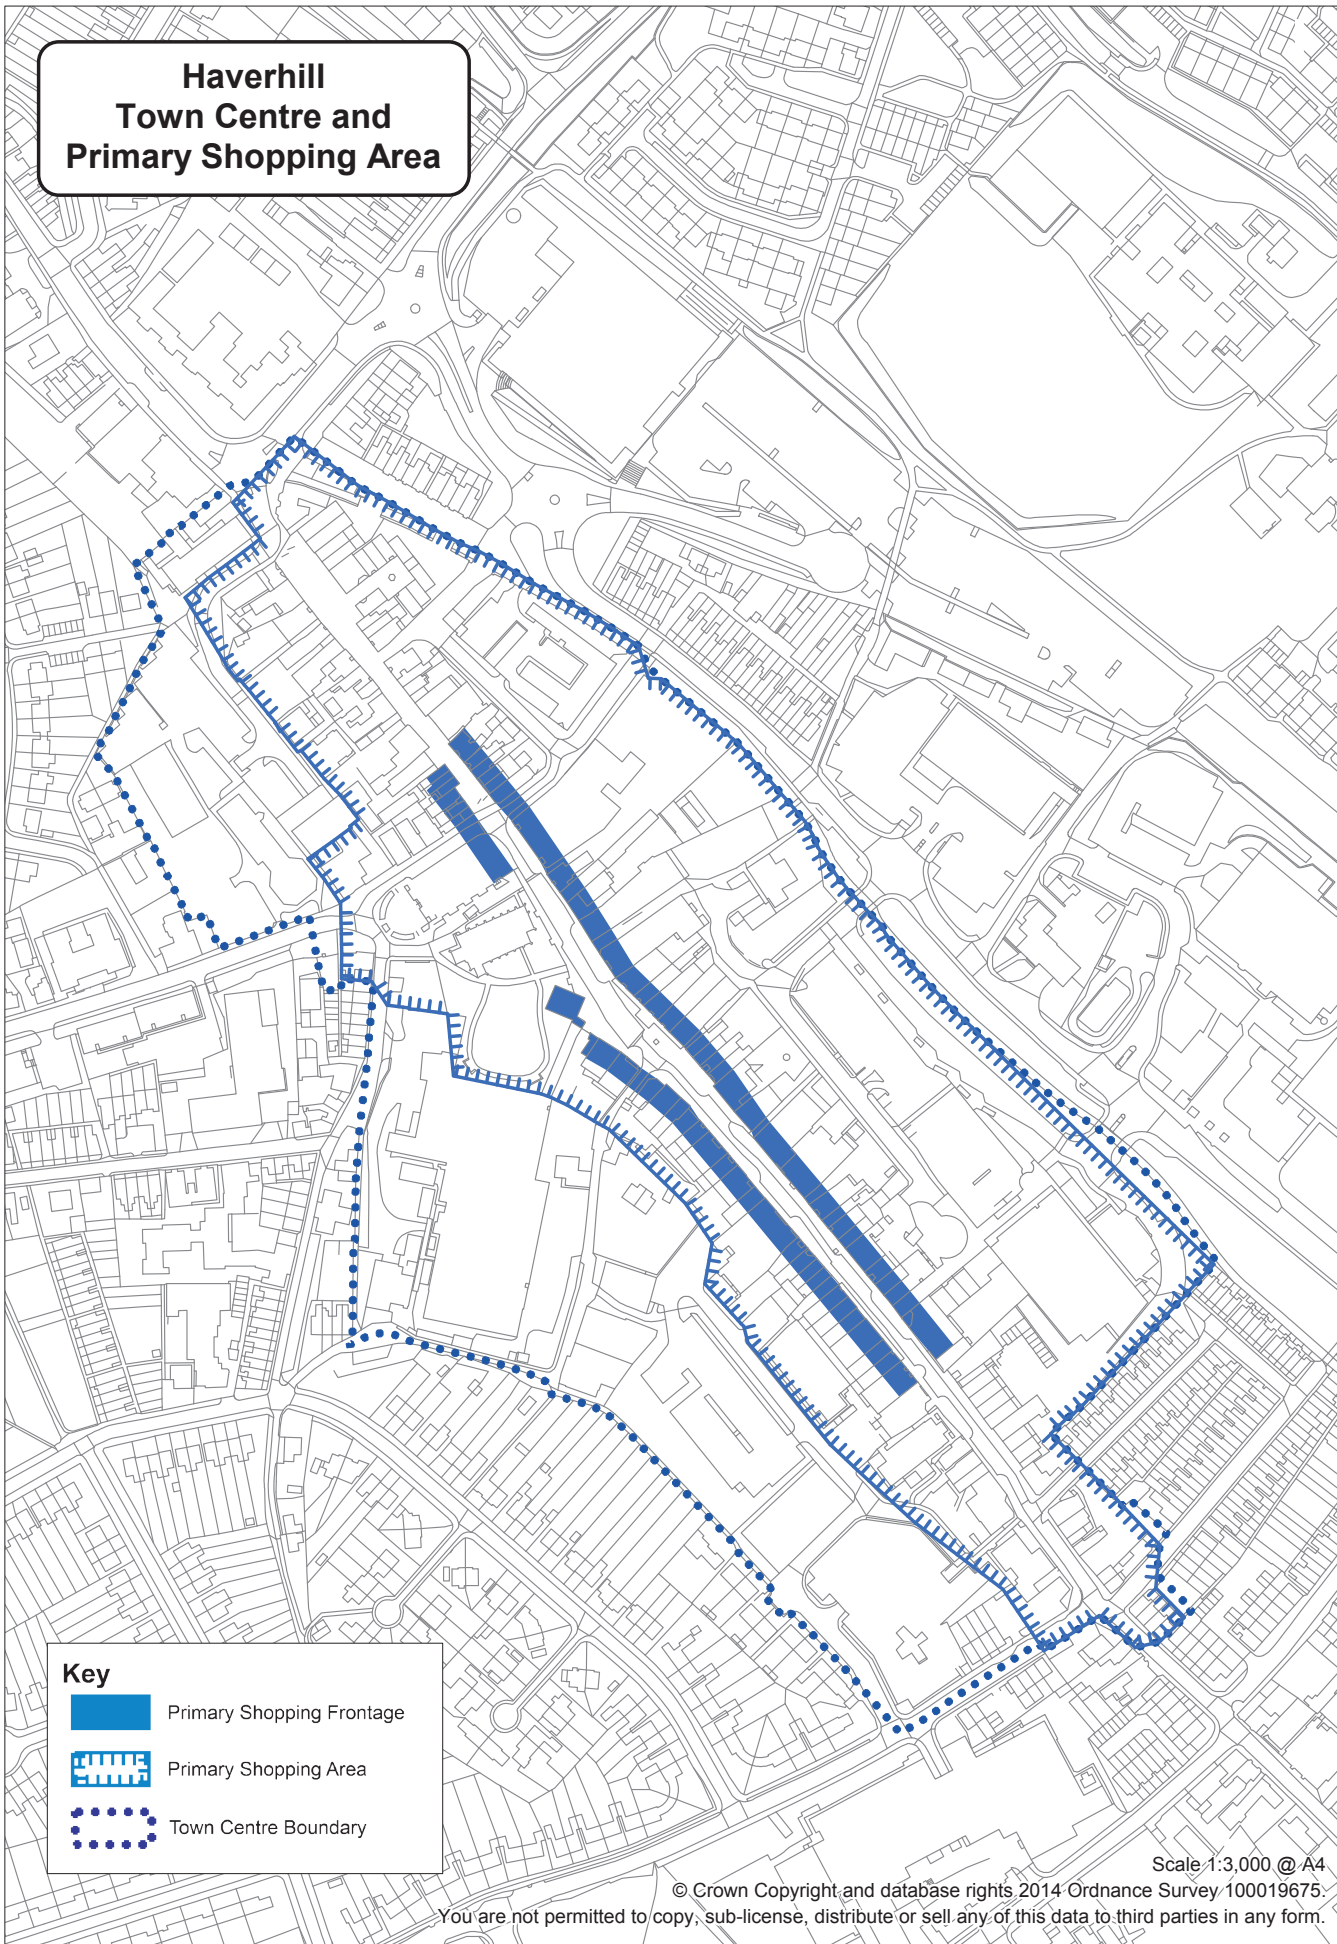 Haverhill
Town Centre and
Primary Shopping Area
Key
Primary Shopping Frontage
Primary Shopping Area
Town Centre Boundary
Scale 1:3,000 @ A4
© Crown Copyright and database rights 2014 Ordnance Survey 100019675.
You are not permitted to copy, sub-license, distribute or sell any of this data to third parties in any form.